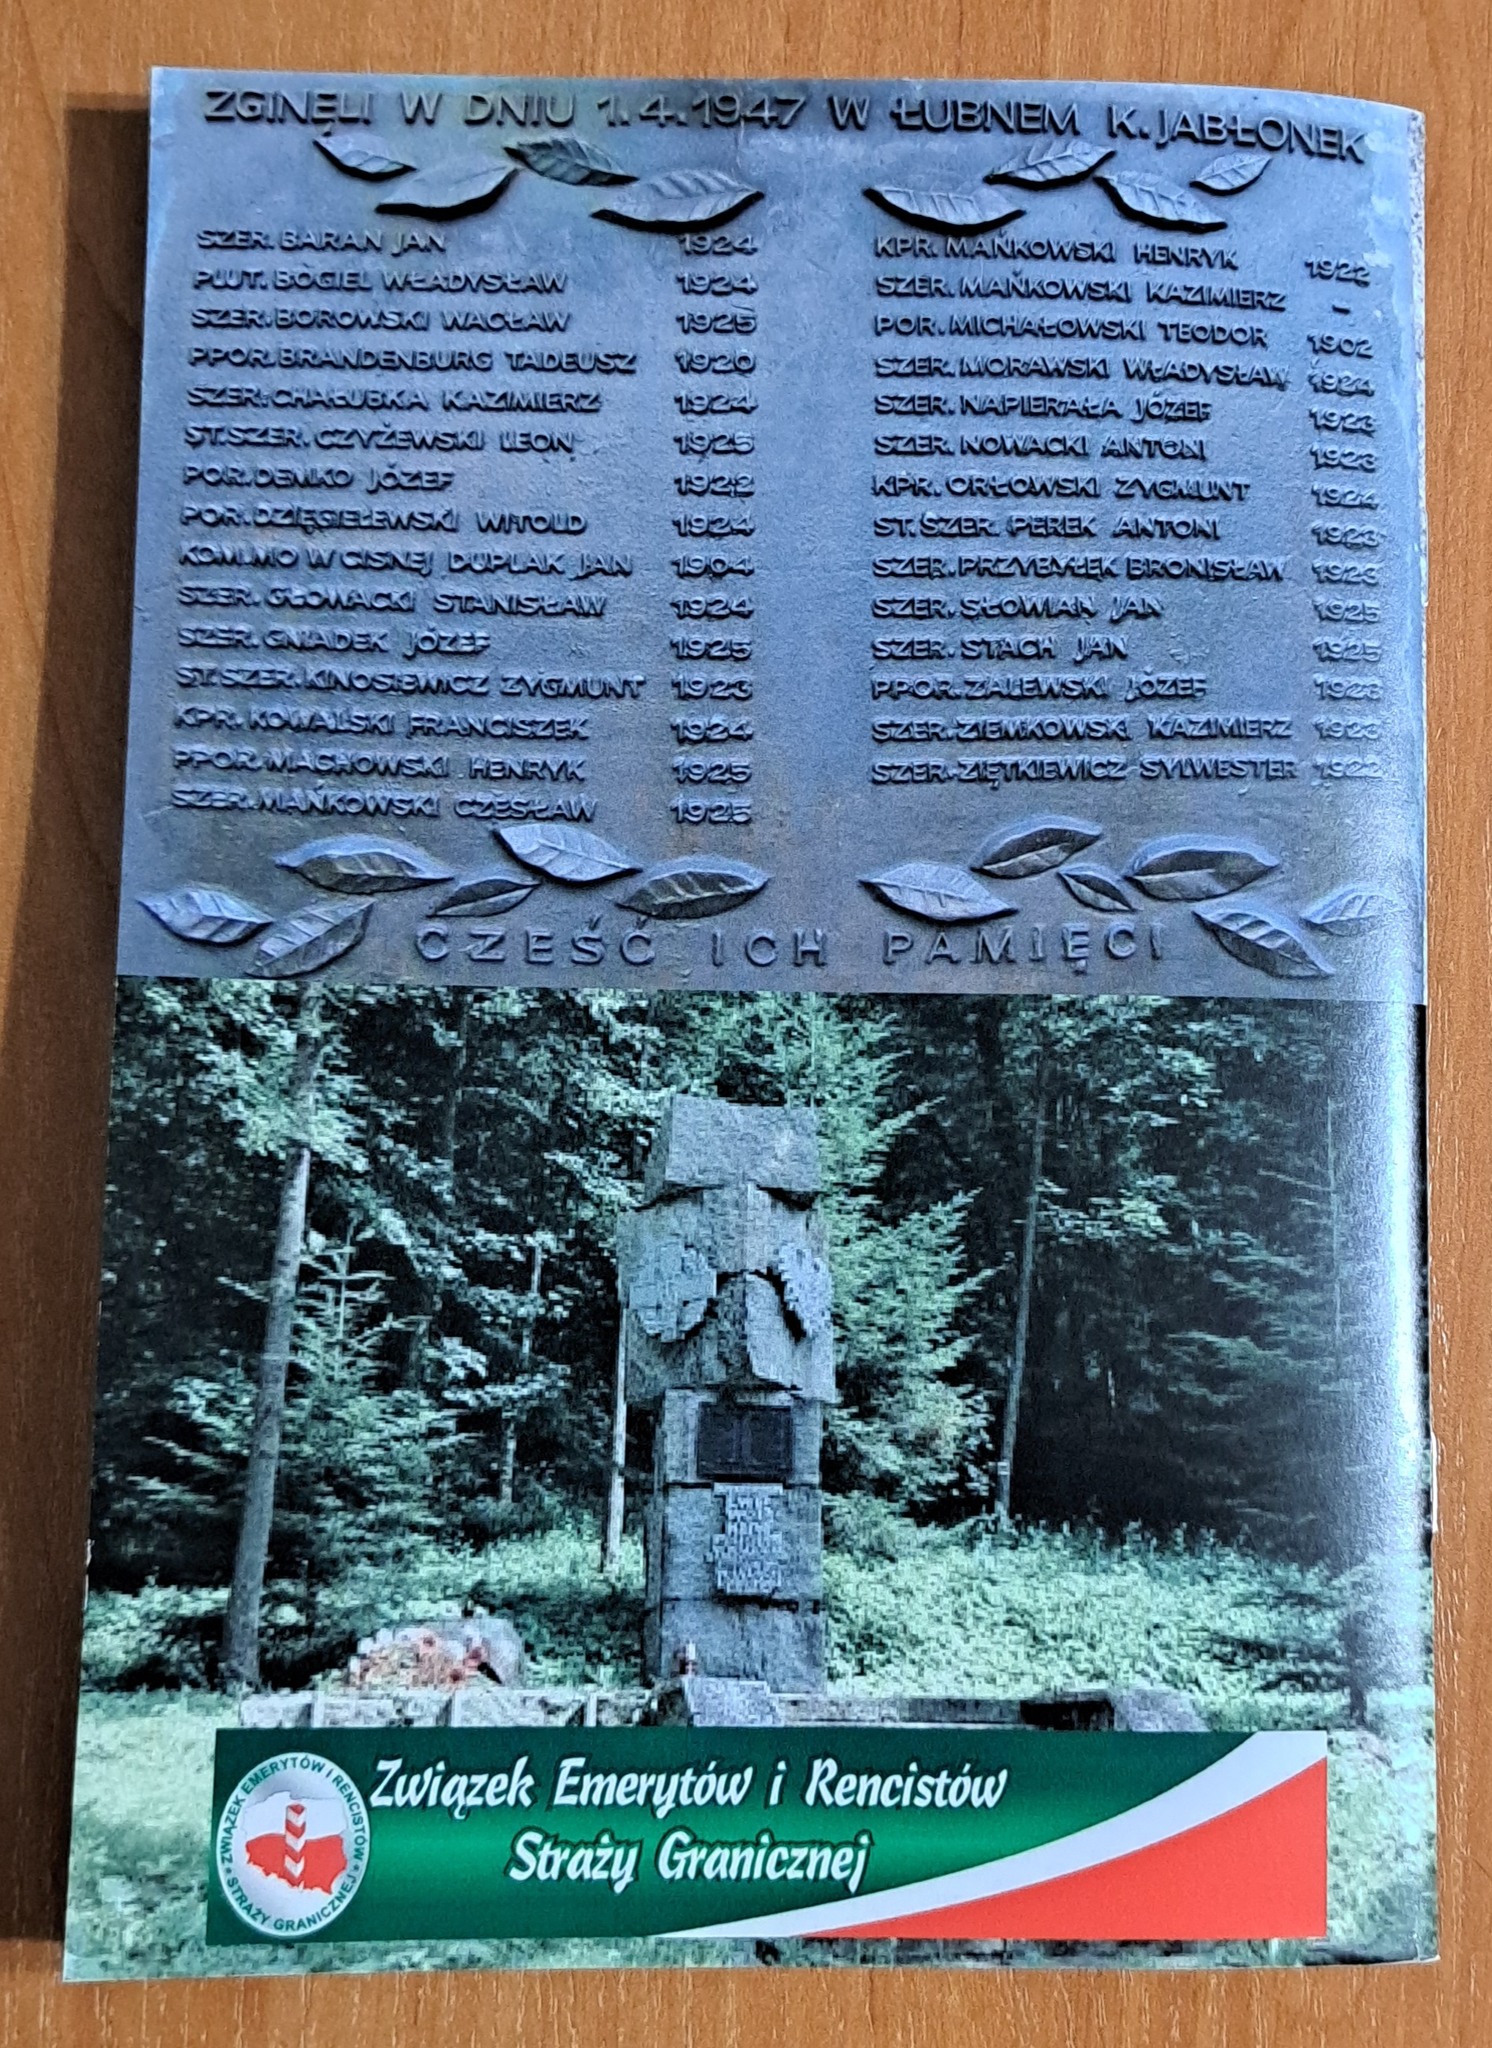 ZGINĘLI W DNIU 1.4.1947 W ŁUBNEM K. JABŁONEK
SZER. BARAN JAN 1924
PLUT. BOGIEL WŁADYSŁAW 1924
SZER. BOROWSKI WACŁAW 1925
PPOR. BRANDENBURG TADEUSZ 1920
SZER. CHAŁUBKA KAZIMIERZ 1924
ST. SZER. CZYŻEWSKI LEON 1925
POR. DEMKO JÓZEF 1922
POR. DZIĘGIELEWSKI WITOLD 1924
KOM. MO W CISNEJ DUPLAK JAN 1904
SZER. GŁOWACKI STANISŁAW 1924
SZER. GNIADEK JÓZEF 1925
ST. SZER. KINOSIEWICZ ZYGMUNT 1923
KPR. KOWALSKI FRANCISZEK 1924
PPOR. MACHOWSKI HENRYK 1925
SZER. MAŃKOWSKI CZESŁAW 1925
KPR. MAŃKOWSKI HENRYK 1922
SZER. MAŃKOWSKI KAZIMIERZ -
POR. MICHAŁOWSKI TEODOR 1902
SZER. MORAWSKI WŁADYSŁAW 1924
SZER. NAPIERAŁA JÓZEF 1923
SZER. NOWACKI ANTONI 1923
KPR. ORŁOWSKI ZYGMUNT 1924
ST. SZER. PEREK ANTONI 1923
SZER. PRZYBYŁEK BRONISŁAW 1923
SZER. SŁOWIAN JAN 1925
SZER. STACH JAN 1925
PPOR. ZALEWSKI JÓZEF 1923
SZER. ZIEMKOWSKI KAZIMIERZ 1923
SZER. ZIĘTKIEWICZ SYLWESTER 1922
CZEŚĆ ICH PAMIĘCI
Związek Emerytów i Rencistów
Straży Granicznej
ZWIĄZEK EMERYTÓW I RENCISTÓW
STRAŻY GRANICZNEJ